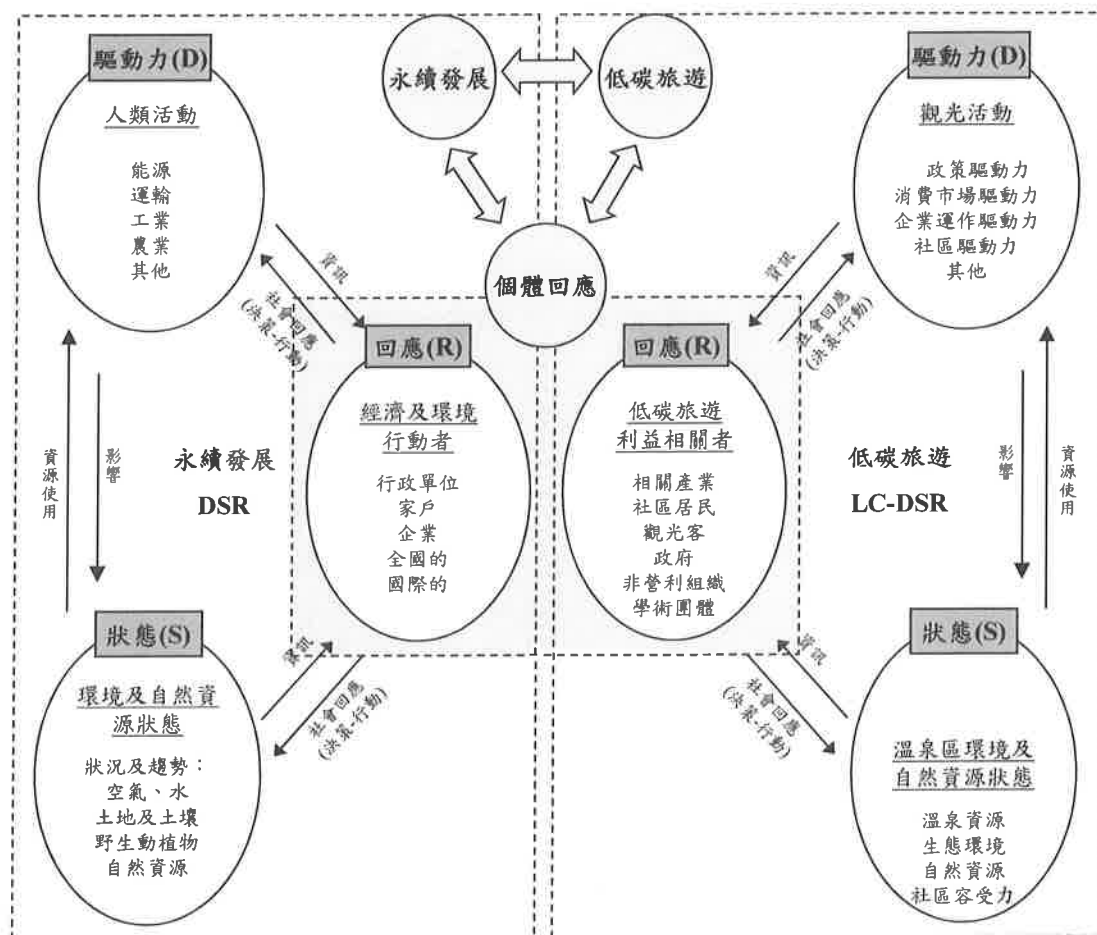 驅動力(D)
人類活動
能源
運輸
工業
農業
其他
永續發展
低碳旅遊
個體回應
驅動力(D)
觀光活動
政策驅動力
消費市場驅動力
企業運作驅動力
社區驅動力
其他
資訊
社會回應
(決策-行動)
資訊
社會回應
(決策-行動)
資源使用
影響
永續發展
DSR
回應(R)
經濟及環境
行動者
行政單位
家戶
企業
全國的
國際的
回應(R)
低碳旅遊
利益相關者
相關產業
社區居民
觀光客
政府
非營利組織
學術團體
低碳旅遊
LC-DSR
影響
資源使用
狀態(S)
環境及自然資
源狀態
狀況及趨勢：
空氣、水
土地及土壤
野生動植物
自然資源
資訊
社會回應
(決策-行動)
資訊
社會回應
(決策-行動)
狀態(S)
溫泉區環境及
自然資源狀態
溫泉資源
生態環境
自然資源
社區容受力